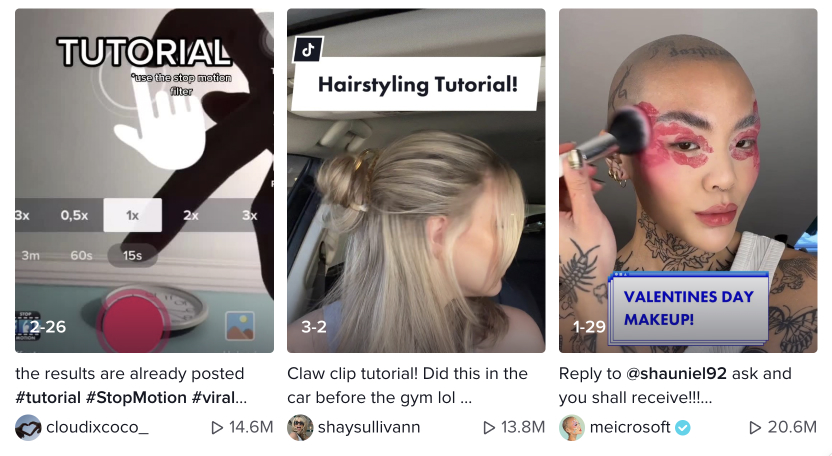 TUTORIAL
*use the stop motion
filter
3x 0,5x 1x 2x 3x
3m 60s 15s
STOP
MOTION
2-26
the results are already posted
#tutorial #StopMotion #viral...
cloudixcoco_ 14.6M
Hairstyling Tutorial!
3-2
Claw clip tutorial! Did this in the
car before the gym lol ...
shaysullivann 13.8M
VALENTINES DAY
MAKEUP!
1-29
Reply to @shauniel92 ask and
you shall receive!!!...
meicrosoft 20.6M